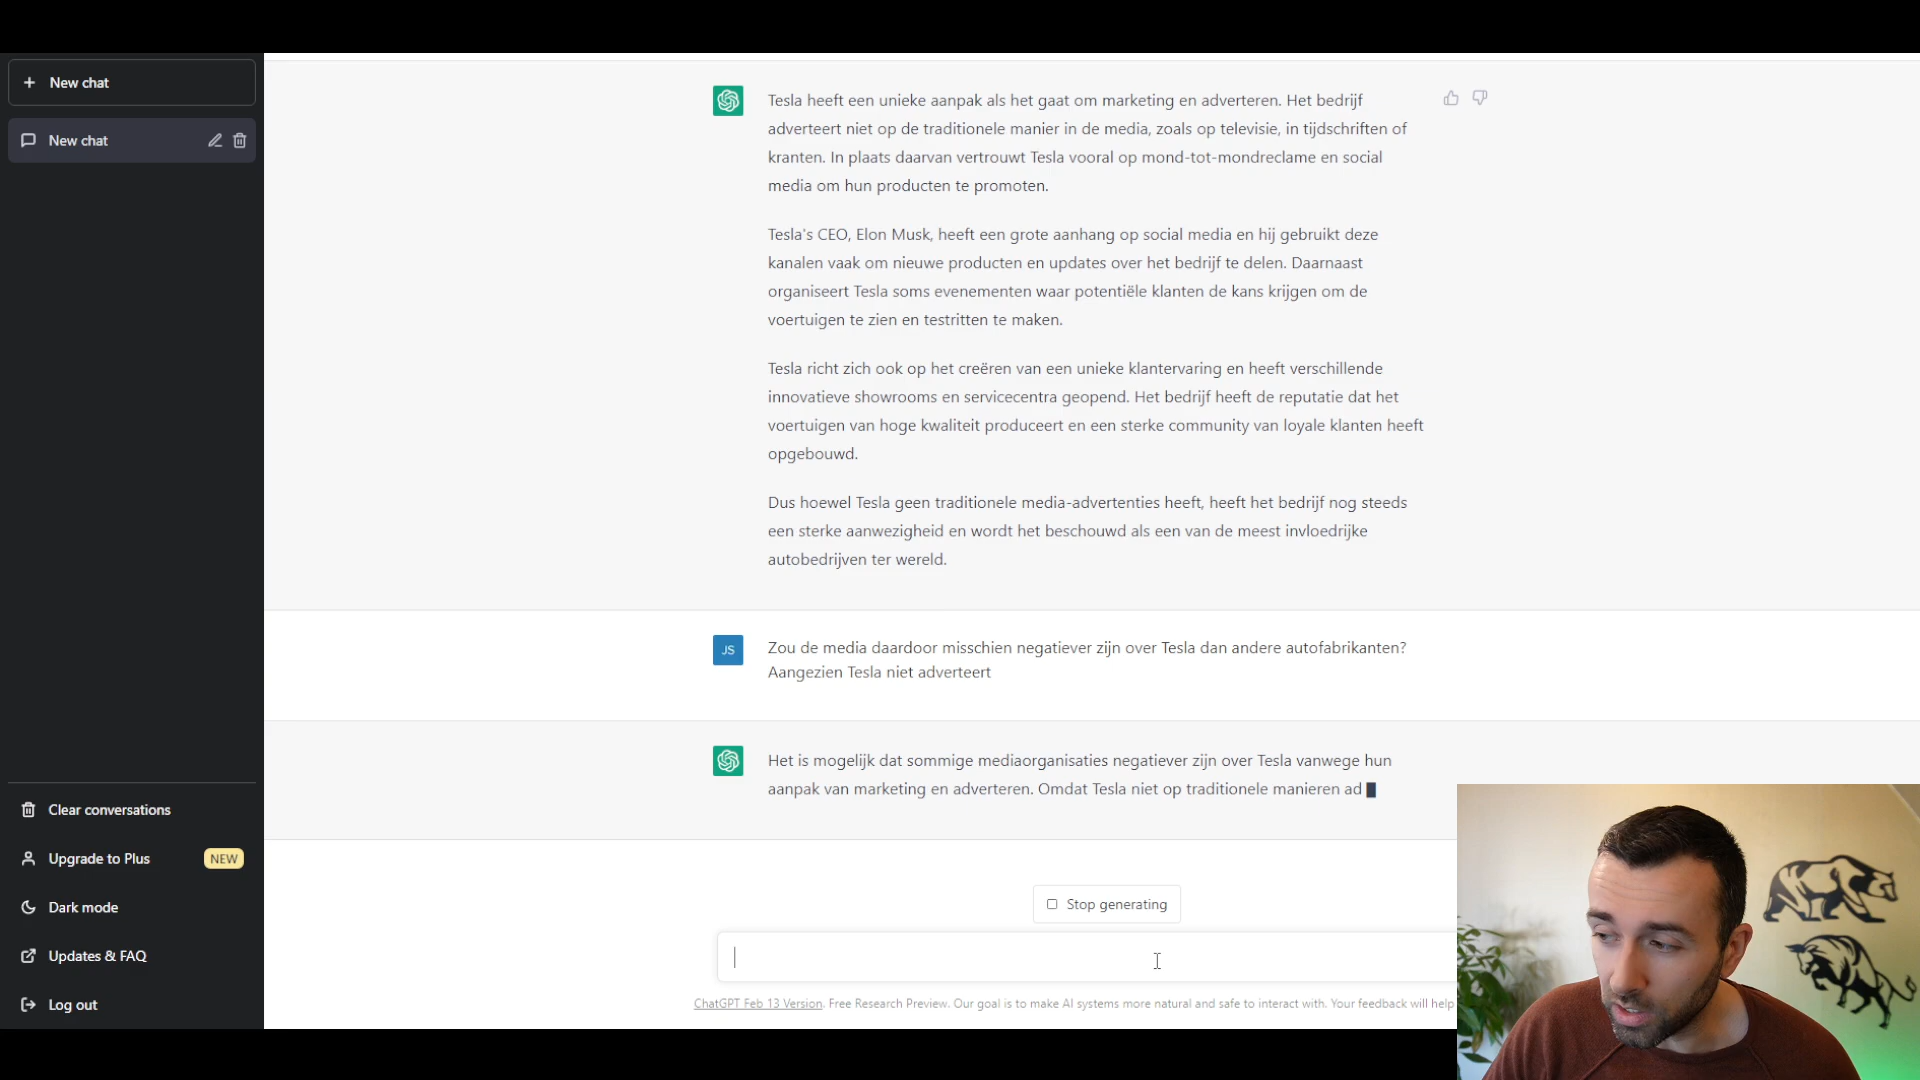 New chat
New chat
Tesla heeft een unieke aanpak als het gaat om marketing en adverteren. Het bedrijf
adverteert niet op de traditionele manier in de media, zoals op televisie, in tijdschriften of
kranten. In plaats daarvan vertrouwt Tesla vooral op mond-tot-mondreclame en social
media om hun producten te promoten.
Tesla's CEO, Elon Musk, heeft een grote aanhang op social media en hij gebruikt deze
kanalen vaak om nieuwe producten en updates over het bedrijf te delen. Daarnaast
organiseert Tesla soms evenementen waar potentiële klanten de kans krijgen om de
voertuigen te zien en testritten te maken.
Tesla richt zich ook op het creëren van een unieke klantervaring en heeft verschillende
innovatieve showrooms en servicecentra geopend. Het bedrijf heeft de reputatie dat het
voertuigen van hoge kwaliteit produceert en een sterke community van loyale klanten heeft
opgebouwd.
Dus hoewel Tesla geen traditionele media-advertenties heeft, heeft het bedrijf nog steeds
een sterke aanwezigheid en wordt het beschouwd als een van de meest invloedrijke
autobedrijven ter wereld.
JS
Zou de media daardoor misschien negatiever zijn over Tesla dan andere autofabrikanten?
Aangezien Tesla niet adverteert
Het is mogelijk dat sommige mediaorganisaties negatiever zijn over Tesla vanwege hun
aanpak van marketing en adverteren. Omdat Tesla niet op traditionele manieren ad
Clear conversations
Upgrade to Plus NEW
Dark mode
Updates & FAQ
Log out
Stop generating
ChatGPT Feb 13 Version. Free Research Preview. Our goal is to make AI systems more natural and safe to interact with. Your feedback will help